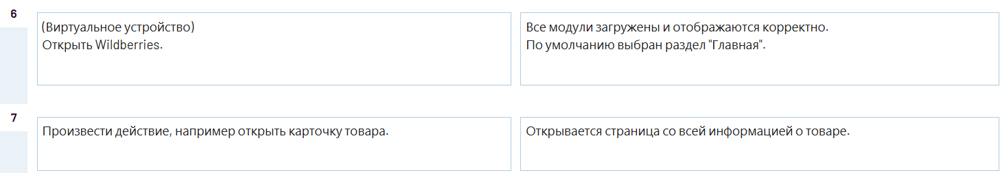 6
(Виртуальное устройство)
Открыть Wildberries.
Все модули загружены и отображаются корректно.
По умолчанию выбран раздел "Главная".
7
Произвести действие, например открыть карточку товара.
Открывается страница со всей информацией о товаре.